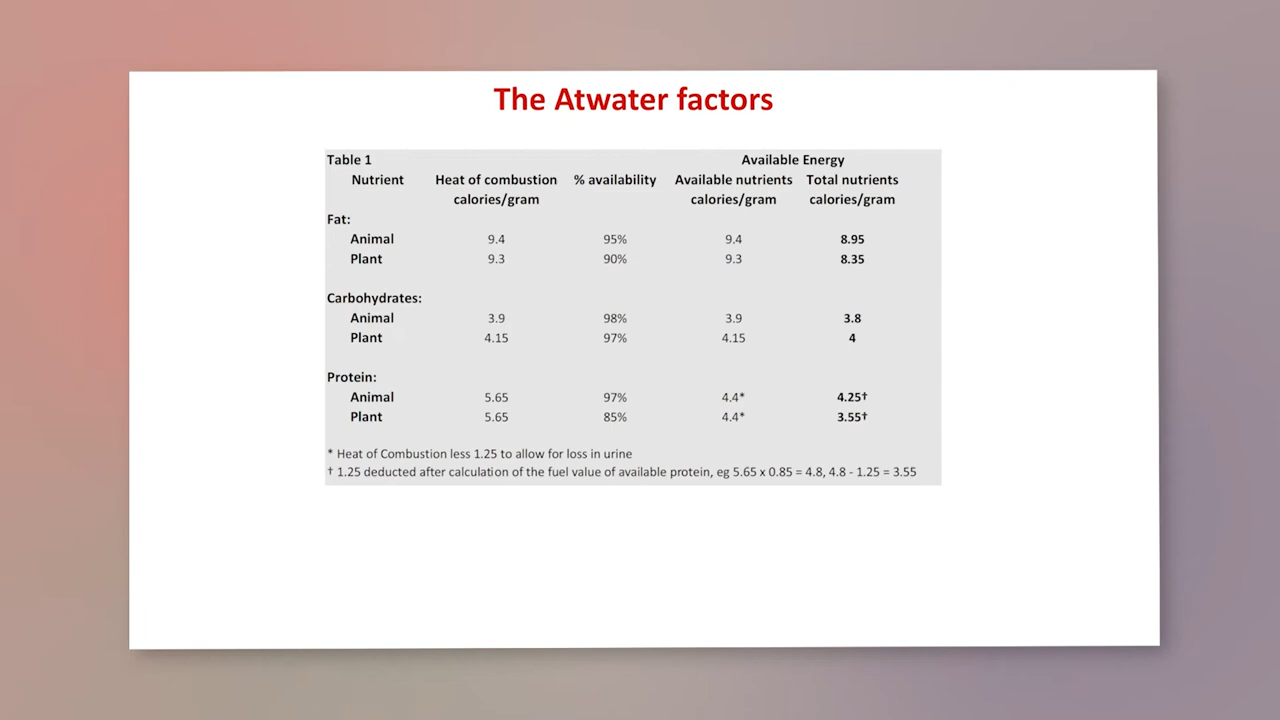 The Atwater factors
Table 1 Available Energy
Nutrient Heat of combustion % availability Available nutrients Total nutrients
calories/gram calories/gram calories/gram
Fat:
Animal 9.4 95% 9.4 8.95
Plant 9.3 90% 9.3 8.35
Carbohydrates:
Animal 3.9 98% 3.9 3.8
Plant 4.15 97% 4.15 4
Protein:
Animal 5.65 97% 4.4* 4.25†
Plant 5.65 85% 4.4* 3.55†
* Heat of Combustion less 1.25 to allow for loss in urine
† 1.25 deducted after calculation of the fuel value of available protein, eg 5.65 x 0.85 = 4.8, 4.8 - 1.25 = 3.55